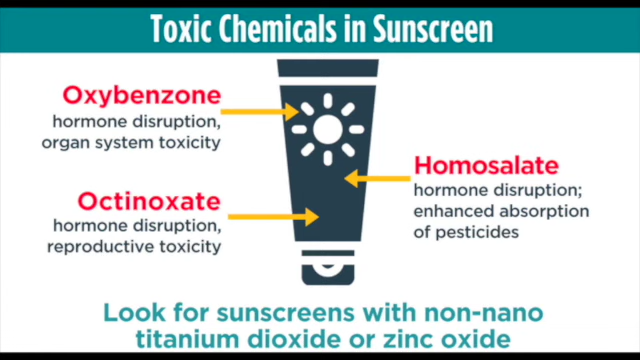 Toxic Chemicals in Sunscreen
Oxybenzone
hormone disruption,
organ system toxicity
Homosalate
hormone disruption;
enhanced absorption
of pesticides
Octinoxate
hormone disruption,
reproductive toxicity
Look for sunscreens with non-nano
titanium dioxide or zinc oxide